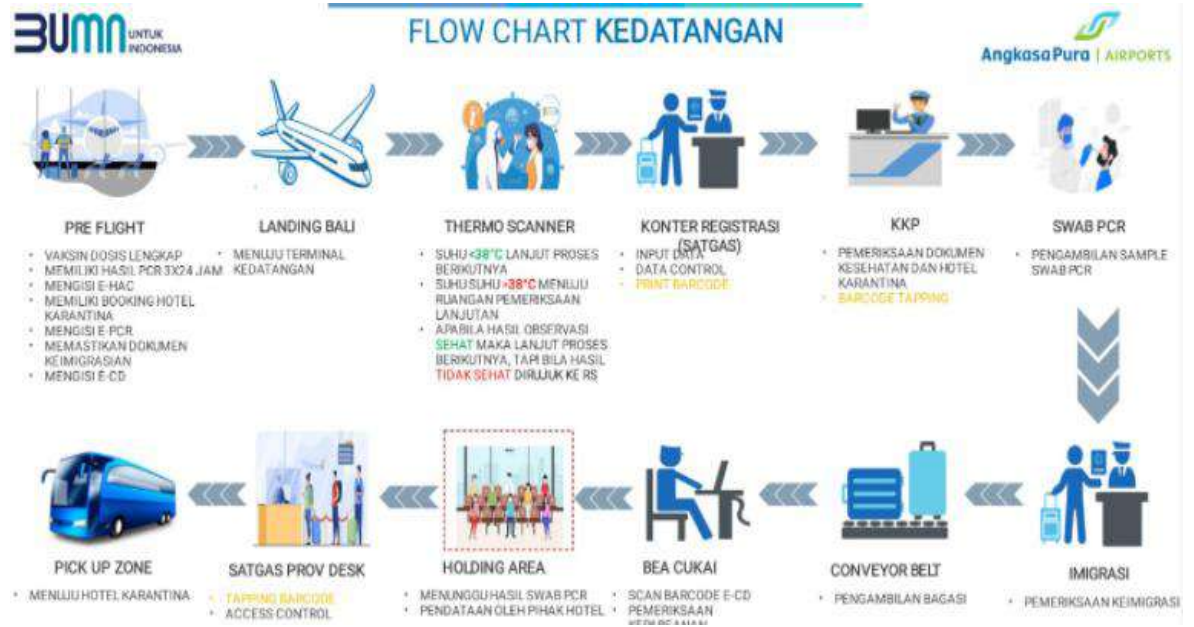 BUMN UNTUK
INDONESIA
FLOW CHART KEDATANGAN
AngkasaPura | AIRPORTS
PRE FLIGHT
• VAKSIN DOSIS LENGKAP
• MEMILIKI HASIL PCR 3X24 JAM
• MENGISI E-HAC
• MEMILIKI BOOKING HOTEL
KARANTINA
• MENGISI E-PCR
• MEMASTIKAN DOKUMEN
KEIMIGRASIAN
• MENGISI E-CD
LANDING BALI
• MENUJU TERMINAL
KEDATANGAN
THERMO SCANNER
• SUHU <38°C LANJUT PROSES
BERIKUTNYA
• SUHU SUHU >38°C MENUJU
RUANGAN PEMERIKSAAN
LANJUTAN
• APABILA HASIL OBSERVASI
SEHAT MAKA LANJUT PROSES
BERIKUTNYA, TAPI BILA HASIL
TIDAK SEHAT DIRUJUK KE RS
KONTER REGISTRASI
(SATGAS)
• INPUT DATA
• DATA CONTROL
• PRINT BARCODE
KKP
• PEMERIKSAAN DOKUMEN
KESEHATAN DAN HOTEL
KARANTINA
• BARCODE TAPPING
SWAB PCR
• PENGAMBILAN SAMPLE
SWAB PCR
PICK UP ZONE
• MENUJU HOTEL KARANTINA
SATGAS PROV DESK
• TAPPING BARCODE
• ACCESS CONTROL
HOLDING AREA
• MENUNGGU HASIL SWAB PCR
• PENDATAAN OLEH PIHAK HOTEL
BEA CUKAI
• SCAN BARCODE E-CD
• PEMERIKSAAN
KEPABEANAN
CONVEYOR BELT
• PENGAMBILAN BAGASI
IMIGRASI
• PEMERIKSAAN KEIMIGRASI